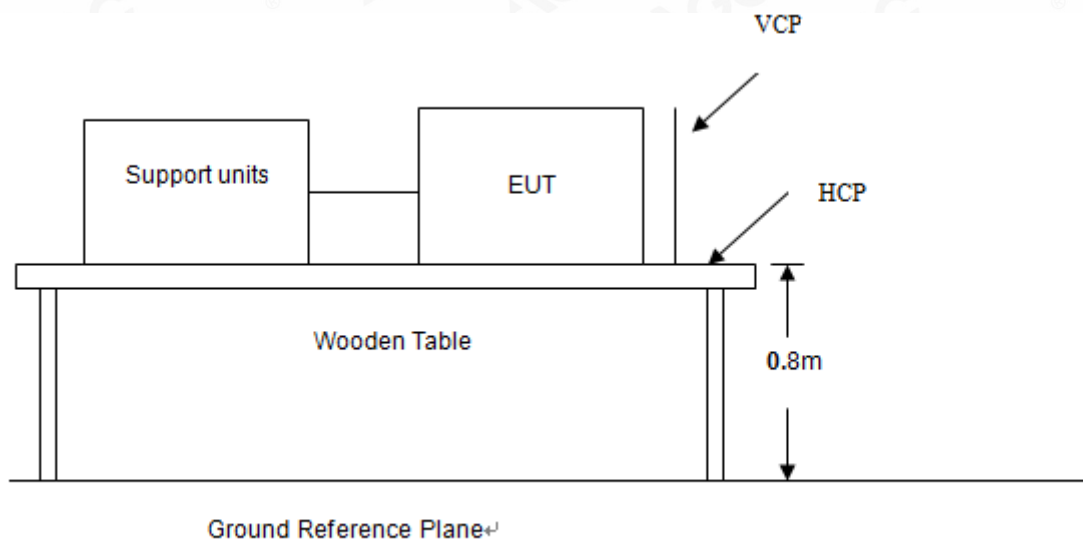 VCP
Support units
EUT
HCP
Wooden Table
0.8m
Ground Reference Plane↵